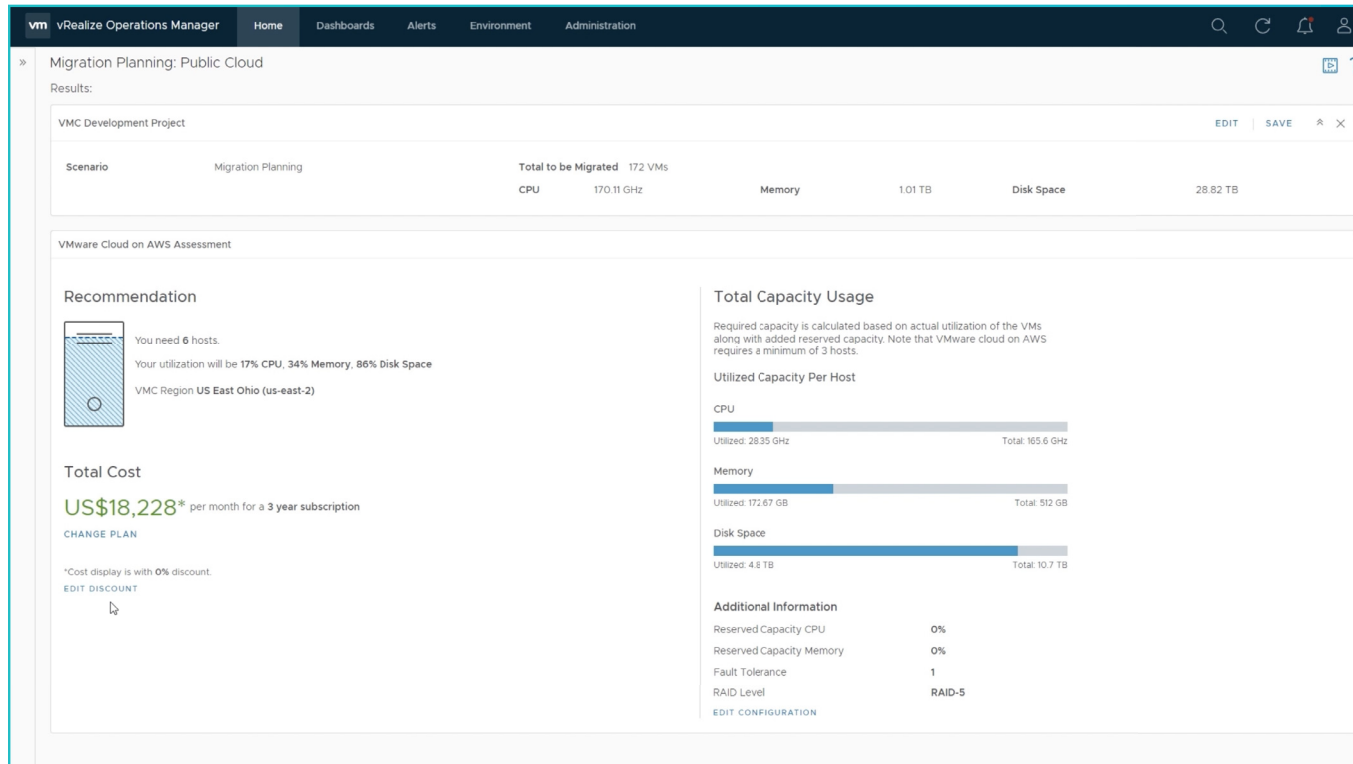 vm vRealize Operations Manager Home Dashboards Alerts Environment Administration
» Migration Planning: Public Cloud
Results:
VMC Development Project EDIT SAVE
Scenario Migration Planning Total to be Migrated 172 VMs
CPU 170.11 GHz Memory 1.01 TB Disk Space 28.82 TB
VMware Cloud on AWS Assessment
Recommendation
You need 6 hosts.
Your utilization will be 17% CPU, 34% Memory, 86% Disk Space
VMC Region US East Ohio (us-east-2)
Total Cost
US$18,228* per month for a 3 year subscription
CHANGE PLAN
*Cost display is with 0% discount.
EDIT DISCOUNT
Total Capacity Usage
Required capacity is calculated based on actual utilization of the VMs
along with added reserved capacity. Note that VMware cloud on AWS
requires a minimum of 3 hosts.
Utilized Capacity Per Host
CPU
Utilized: 28.35 GHz Total: 165.6 GHz
Memory
Utilized: 172.67 GB Total: 512 GB
Disk Space
Utilized: 4.8 TB Total: 10.7 TB
Additional Information
Reserved Capacity CPU 0%
Reserved Capacity Memory 0%
Fault Tolerance 1
RAID Level RAID-5
EDIT CONFIGURATION